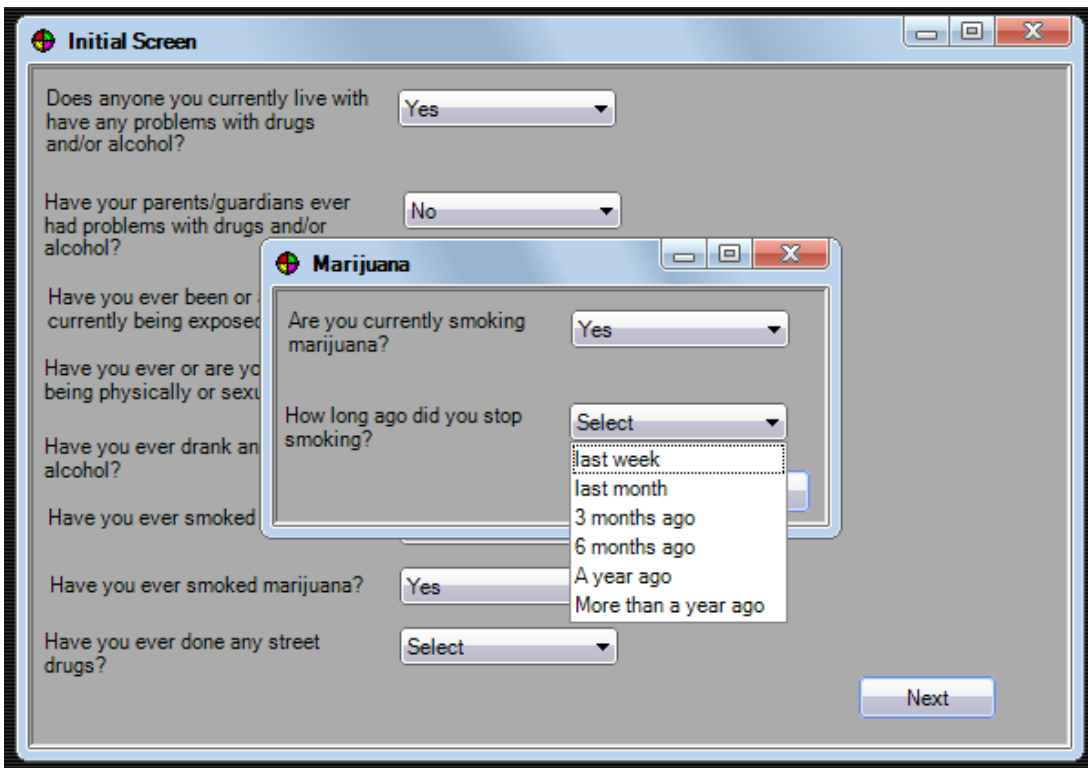 Initial Screen
Does anyone you currently live with
have any problems with drugs
and/or alcohol?
Yes
Have your parents/guardians ever
had problems with drugs and/or
alcohol?
No
Have you ever been or
currently being exposed
Have you ever or are
being physically or
Have you ever drank
alcohol?
Have you ever smoked
Have you ever smoked marijuana?
Yes
Have you ever done any street
drugs?
Select
Next
Marijuana
Are you currently smoking
marijuana?
Yes
How long ago did you stop
smoking?
Select
last week
last month
3 months ago
6 months ago
A year ago
More than a year ago